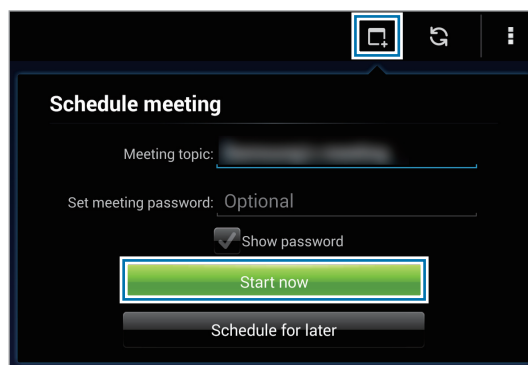 Schedule meeting
Meeting topic:
Set meeting password: Optional
Show password
Start now
Schedule for later